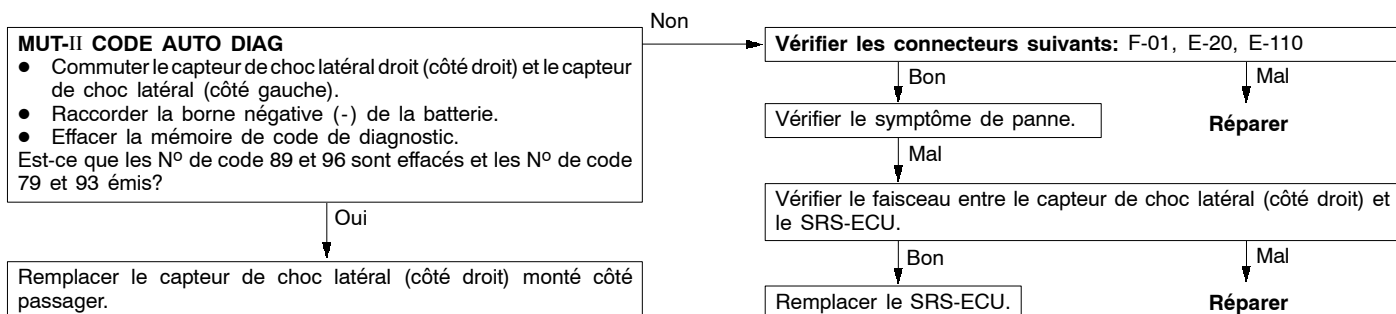 Non
MUT-II CODE AUTO DIAG
● Commuter le capteur de choc latéral droit (côté droit) et le capteur
de choc latéral (côté gauche).
● Raccorder la borne négative (-) de la batterie.
● Effacer la mémoire de code de diagnostic.
Est-ce que les Nº de code 89 et 96 sont effacés et les Nº de code
79 et 93 émis?
Oui
Remplacer le capteur de choc latéral (côté droit) monté côté
passager.
Vérifier les connecteurs suivants: F-01, E-20, E-110
Bon
Mal
Vérifier le symptôme de panne.
Réparer
Mal
Vérifier le faisceau entre le capteur de choc latéral (côté droit) et
le SRS-ECU.
Bon
Mal
Remplacer le SRS-ECU.
Réparer